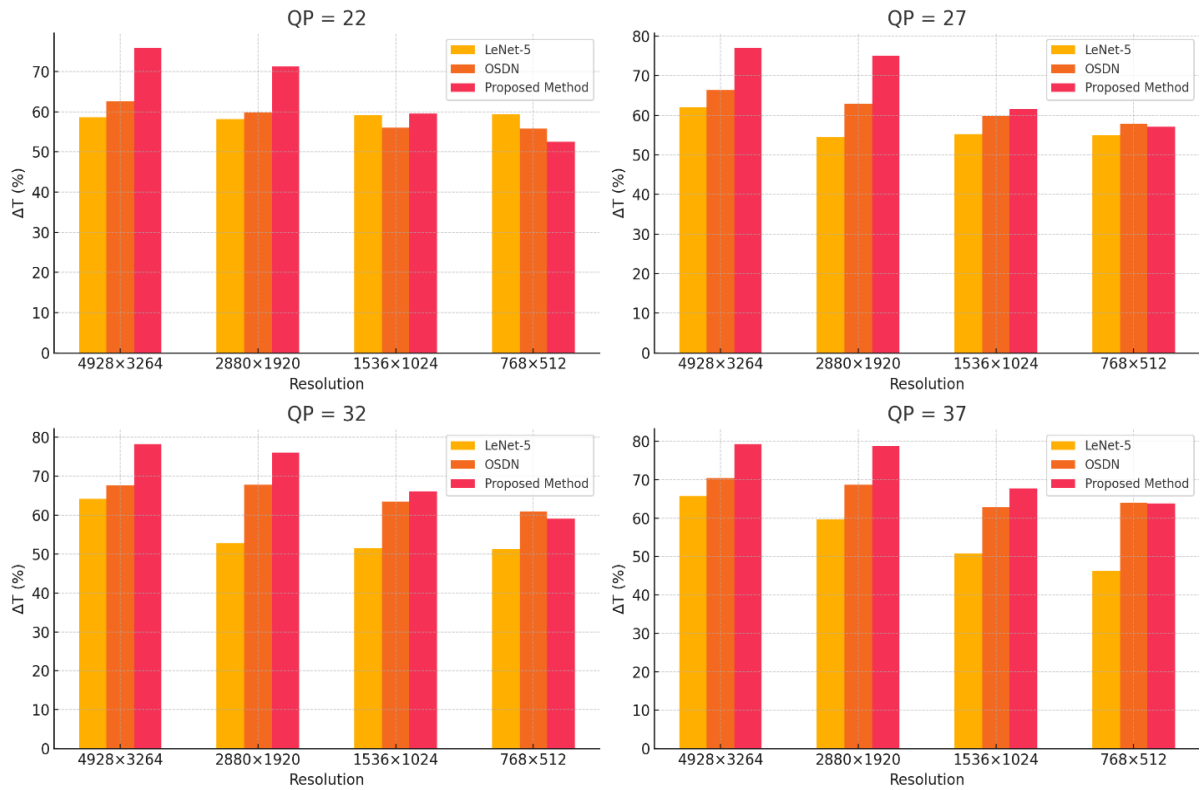 QP = 22
ΔT (%)
70
60
50
40
30
20
10
0
LeNet-5
OSDN
Proposed Method
4928×3264 2880×1920 1536×1024 768×512
Resolution
QP = 27
ΔT (%)
80
70
60
50
40
30
20
10
0
LeNet-5
OSDN
Proposed Method
4928×3264 2880×1920 1536×1024 768×512
Resolution
QP = 32
ΔT (%)
80
70
60
50
40
30
20
10
0
LeNet-5
OSDN
Proposed Method
4928×3264 2880×1920 1536×1024 768×512
Resolution
QP = 37
ΔT (%)
80
70
60
50
40
30
20
10
0
LeNet-5
OSDN
Proposed Method
4928×3264 2880×1920 1536×1024 768×512
Resolution